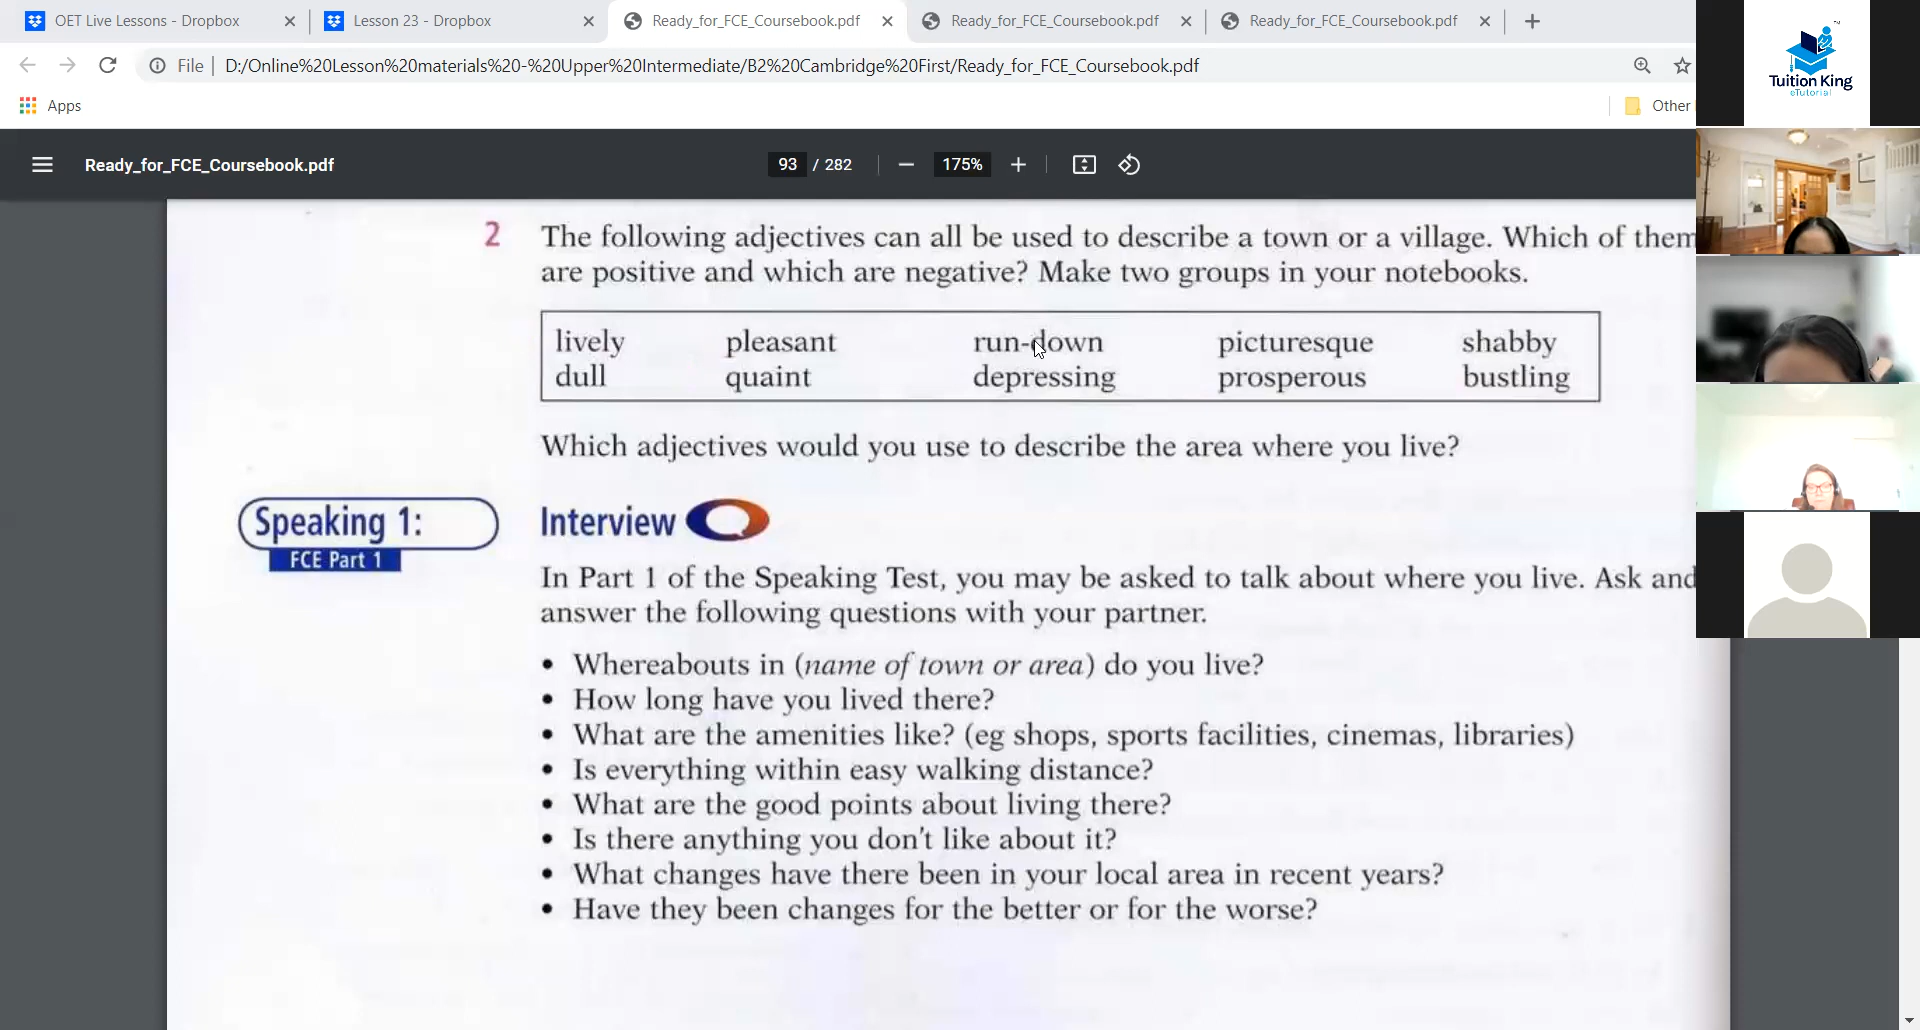 OET Live Lessons - Dropbox
Lesson 23 - Dropbox
Ready_for_FCE_Coursebook.pdf
Ready_for_FCE_Coursebook.pdf
Ready_for_FCE_Coursebook.pdf
File
D:/Online%20Lesson%20materials%20-%20Upper%20Intermediate/B2%20Cambridge%20First/Ready_for_FCE_Coursebook.pdf
Apps
Other
Tuition King
eTutorial
Ready_for_FCE_Coursebook.pdf
93 / 282
175%
2 The following adjectives can all be used to describe a town or a village. Which of them
are positive and which are negative? Make two groups in your notebooks.
lively pleasant run-down picturesque shabby
dull quaint depressing prosperous bustling
Which adjectives would you use to describe the area where you live?
Speaking 1:
FCE Part 1
Interview
In Part 1 of the Speaking Test, you may be asked to talk about where you live. Ask and
answer the following questions with your partner.
• Whereabouts in (name of town or area) do you live?
• How long have you lived there?
• What are the amenities like? (eg shops, sports facilities, cinemas, libraries)
• Is everything within easy walking distance?
• What are the good points about living there?
• Is there anything you don't like about it?
• What changes have there been in your local area in recent years?
• Have they been changes for the better or for the worse?